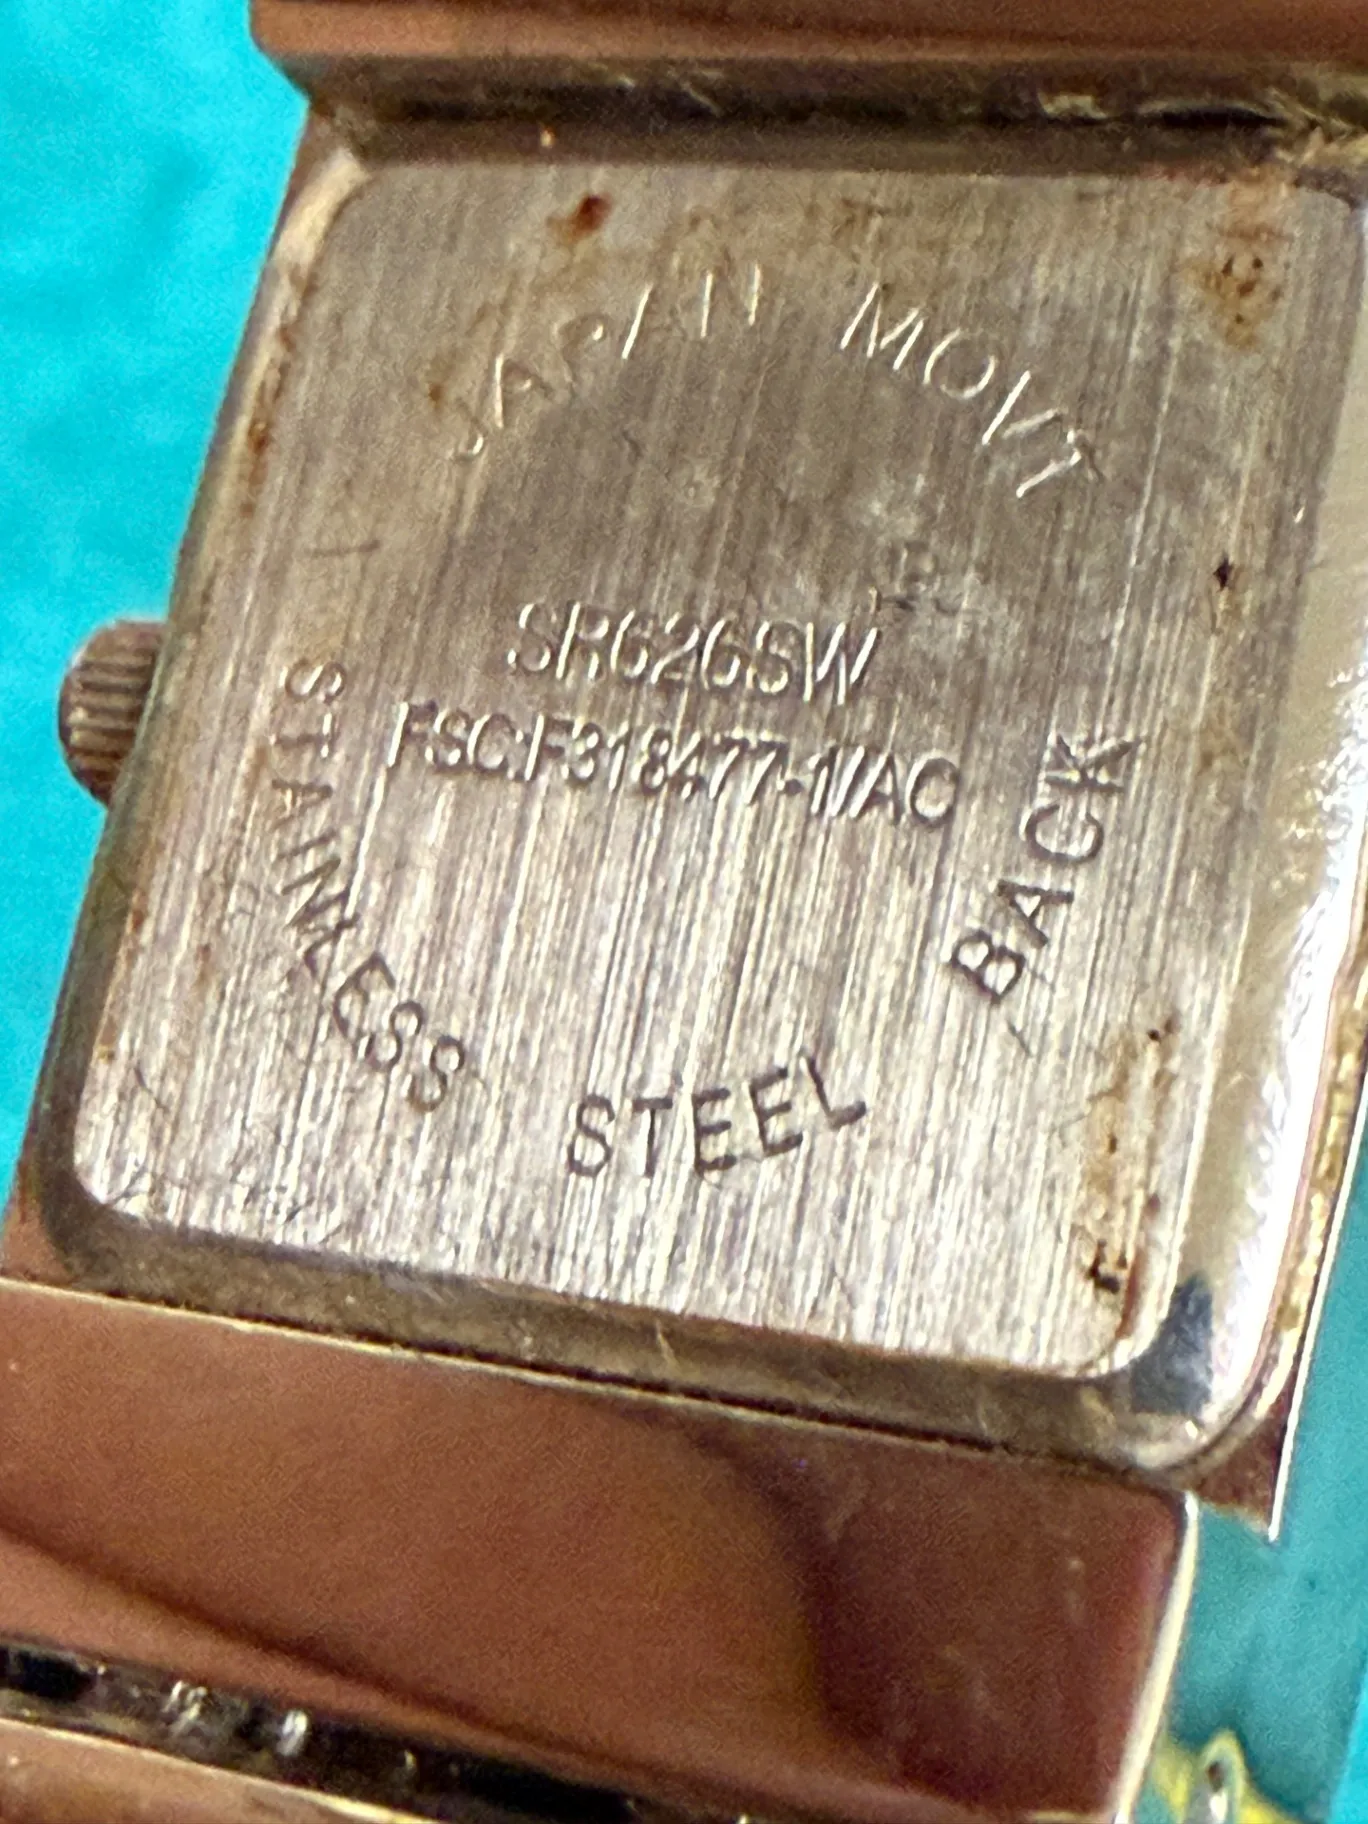 JAPAN MOVT
SR626SW
FSC:F318477-1//AC
STAINLESS STEEL BACK